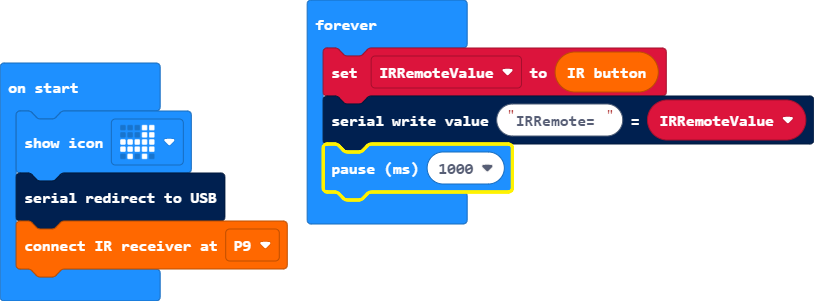 on start
show icon
serial redirect to USB
connect IR receiver at P9
forever
set IRRemoteValue to IR button
serial write value "IRRemote= " = IRRemoteValue
pause (ms) 1000